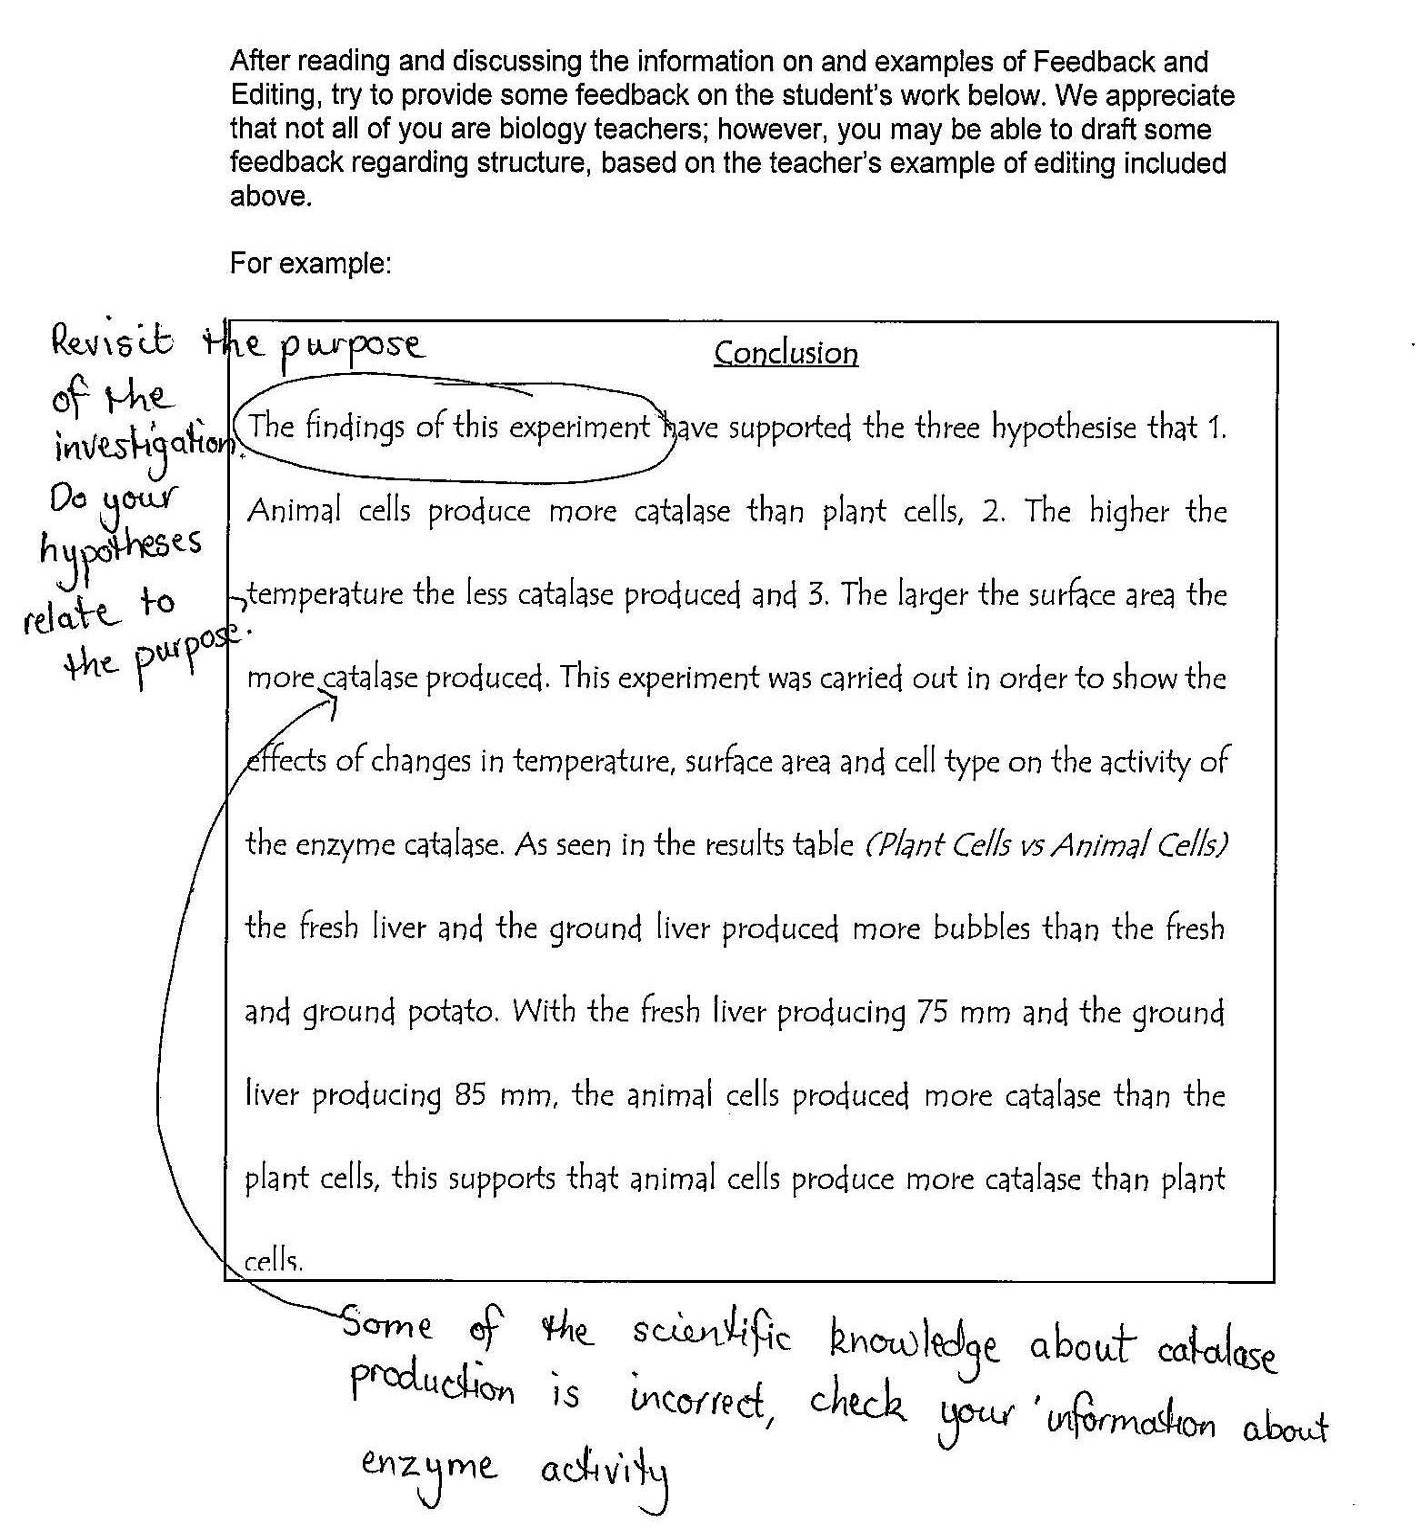 After reading and discussing the information on and examples of Feedback and
Editing, try to provide some feedback on the student's work below. We appreciate
that not all of you are biology teachers; however, you may be able to draft some
feedback regarding structure, based on the teacher's example of editing included
above.
For example:
Revisit the purpose
of the
investigation.
Do your
hypotheses
relate to
the purpose.
Conclusion
The findings of this experiment have supported the three hypothesise that 1.
Animal cells produce more catalase than plant cells, 2. The higher the
temperature the less catalase produced and 3. The larger the surface area the
more catalase produced. This experiment was carried out in order to show the
effects of changes in temperature, surface area and cell type on the activity of
the enzyme catalase. As seen in the results table (Plant Cells vs Animal Cells)
the fresh liver and the ground liver produced more bubbles than the fresh
and ground potato. With the fresh liver producing 75 mm and the ground
liver producing 85 mm, the animal cells produced more catalase than the
plant cells, this supports that animal cells produce more catalase than plant
cells.
Some of the scientific knowledge about catalase
production is incorrect, check your information about
enzyme activity